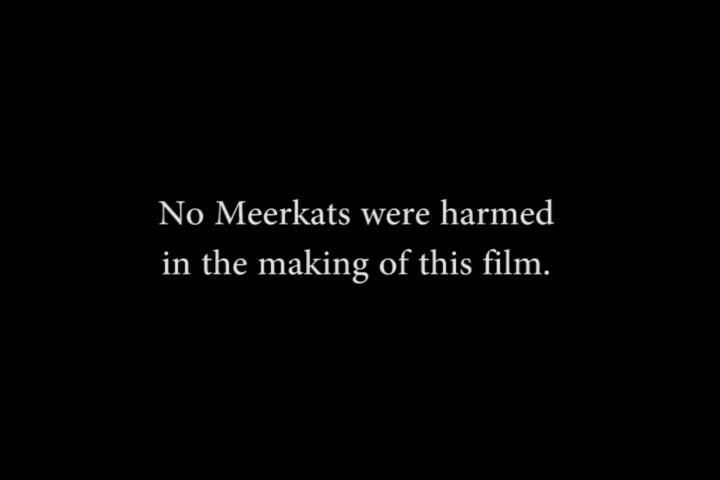 No Meerkats were harmed
in the making of this film.